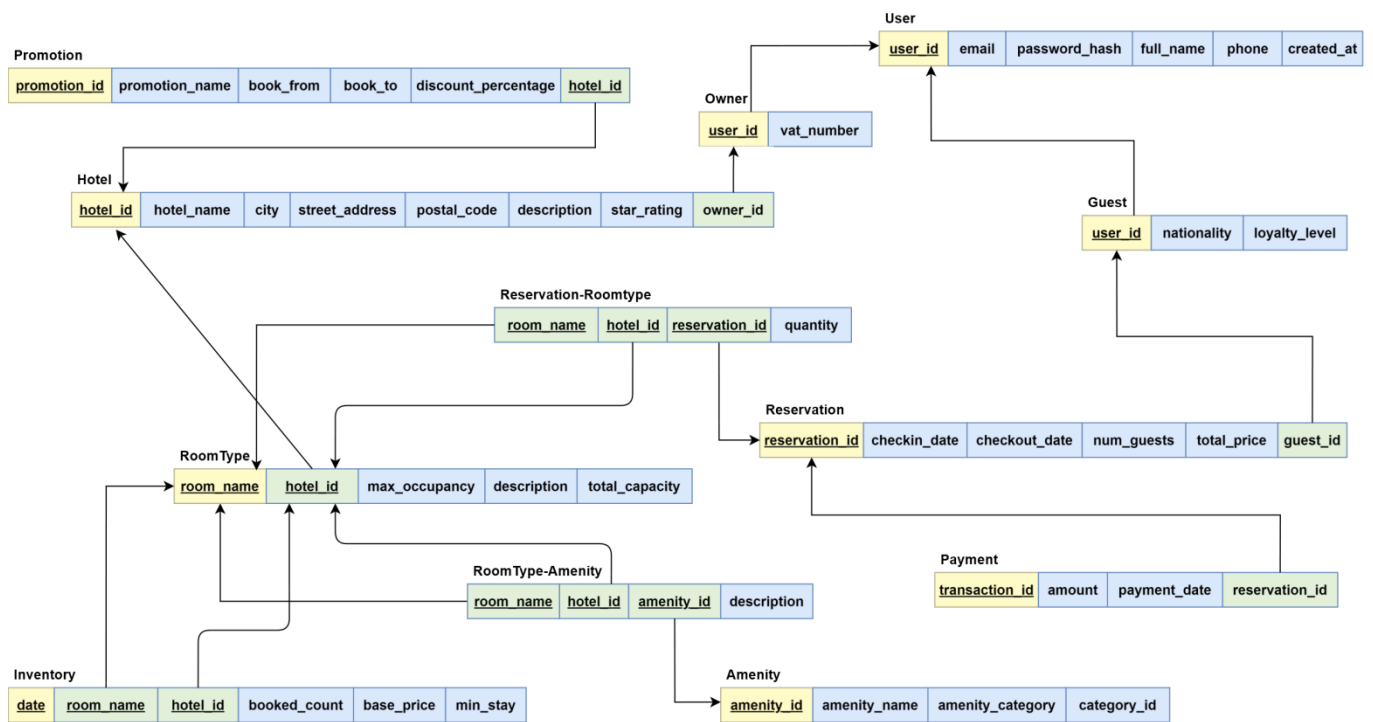 User
user_id email password_hash full_name phone created_at
Promotion
promotion_id promotion_name book_from book_to discount_percentage hotel_id
Owner
user_id vat_number
Hotel
hotel_id hotel_name city street_address postal_code description star_rating owner_id
Guest
user_id nationality loyalty_level
Reservation-Roomtype
room_name hotel_id reservation_id quantity
Reservation
reservation_id checkin_date checkout_date num_guests total_price guest_id
RoomType
room_name hotel_id max_occupancy description total_capacity
Payment
transaction_id amount payment_date reservation_id
RoomType-Amenity
room_name hotel_id amenity_id description
Inventory
date room_name hotel_id booked_count base_price min_stay
Amenity
amenity_id amenity_name amenity_category category_id